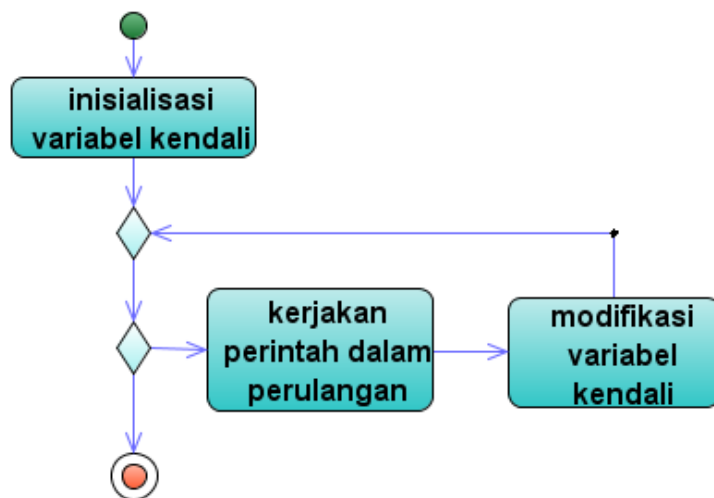 inisialisasi
variabel kendali
kerjakan
perintah dalam
perulangan
modifikasi
variabel
kendali